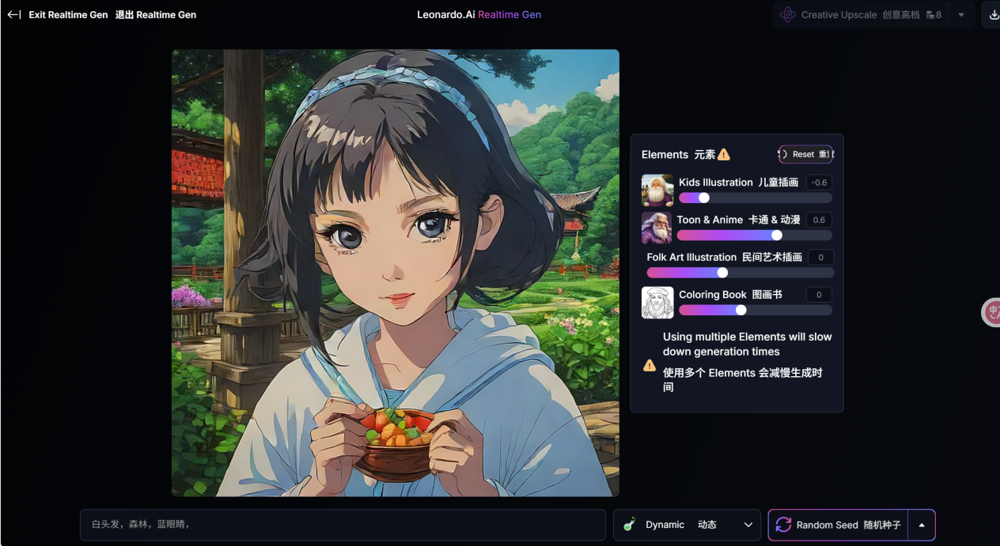 Exit Realtime Gen 退出 Realtime Gen
Leonardo.Ai Realtime Gen
Creative Upscale 创意高档 8
Elements 元素
Reset 重置
Kids Illustration 儿童插画 -0.6
Toon & Anime 卡通 & 动漫 0.6
Folk Art Illustration 民间艺术插画 0
Coloring Book 图画书 0
Using multiple Elements will slow
down generation times
使用多个 Elements 会减慢生成时
间
白头发，森林，蓝眼睛，
Dynamic 动态
Random Seed 随机种子